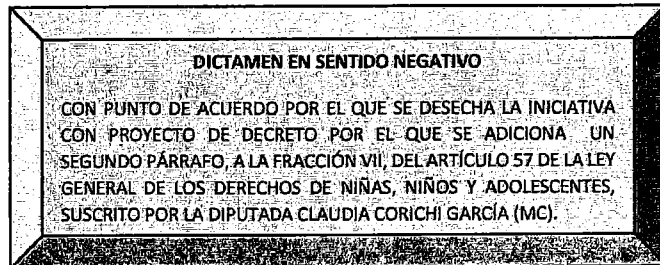 DICTAMEN EN SENTIDO NEGATIVO
CON PUNTO DE ACUERDO POR EL QUE SE DESECHA LA INICIATIVA
CON PROYECTO DE DECRETO POR EL QUE SE ADICIONA UN
SEGUNDO PÁRRAFO, A LA FRACCIÓN VII, DEL ARTÍCULO 57 DE LA LEY
GENERAL DE LOS DERECHOS DE NIÑAS, NIÑOS Y ADOLESCENTES,
SUSCRITO POR LA DIPUTADA CLAUDIA CORICHI GARCÍA (MC).